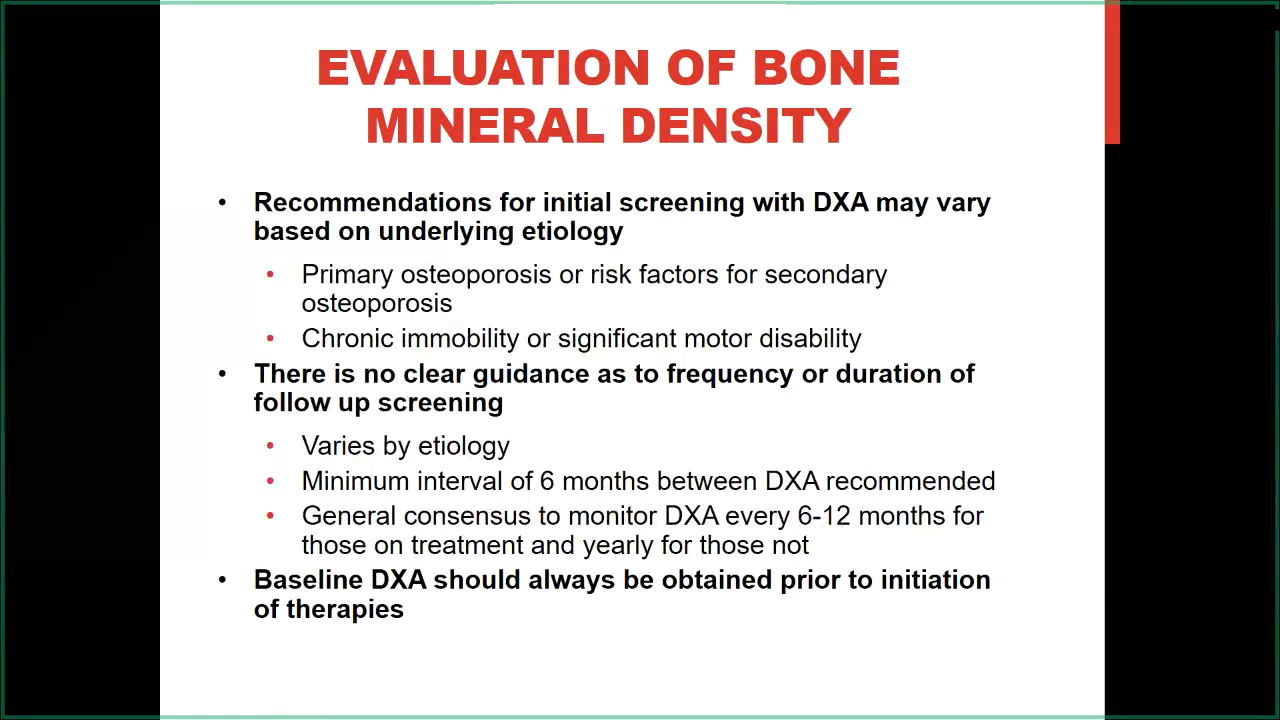 EVALUATION OF BONE
MINERAL DENSITY
• Recommendations for initial screening with DXA may vary
based on underlying etiology
• Primary osteoporosis or risk factors for secondary
osteoporosis
• Chronic immobility or significant motor disability
• There is no clear guidance as to frequency or duration of
follow up screening
• Varies by etiology
• Minimum interval of 6 months between DXA recommended
• General consensus to monitor DXA every 6-12 months for
those on treatment and yearly for those not
• Baseline DXA should always be obtained prior to initiation
of therapies